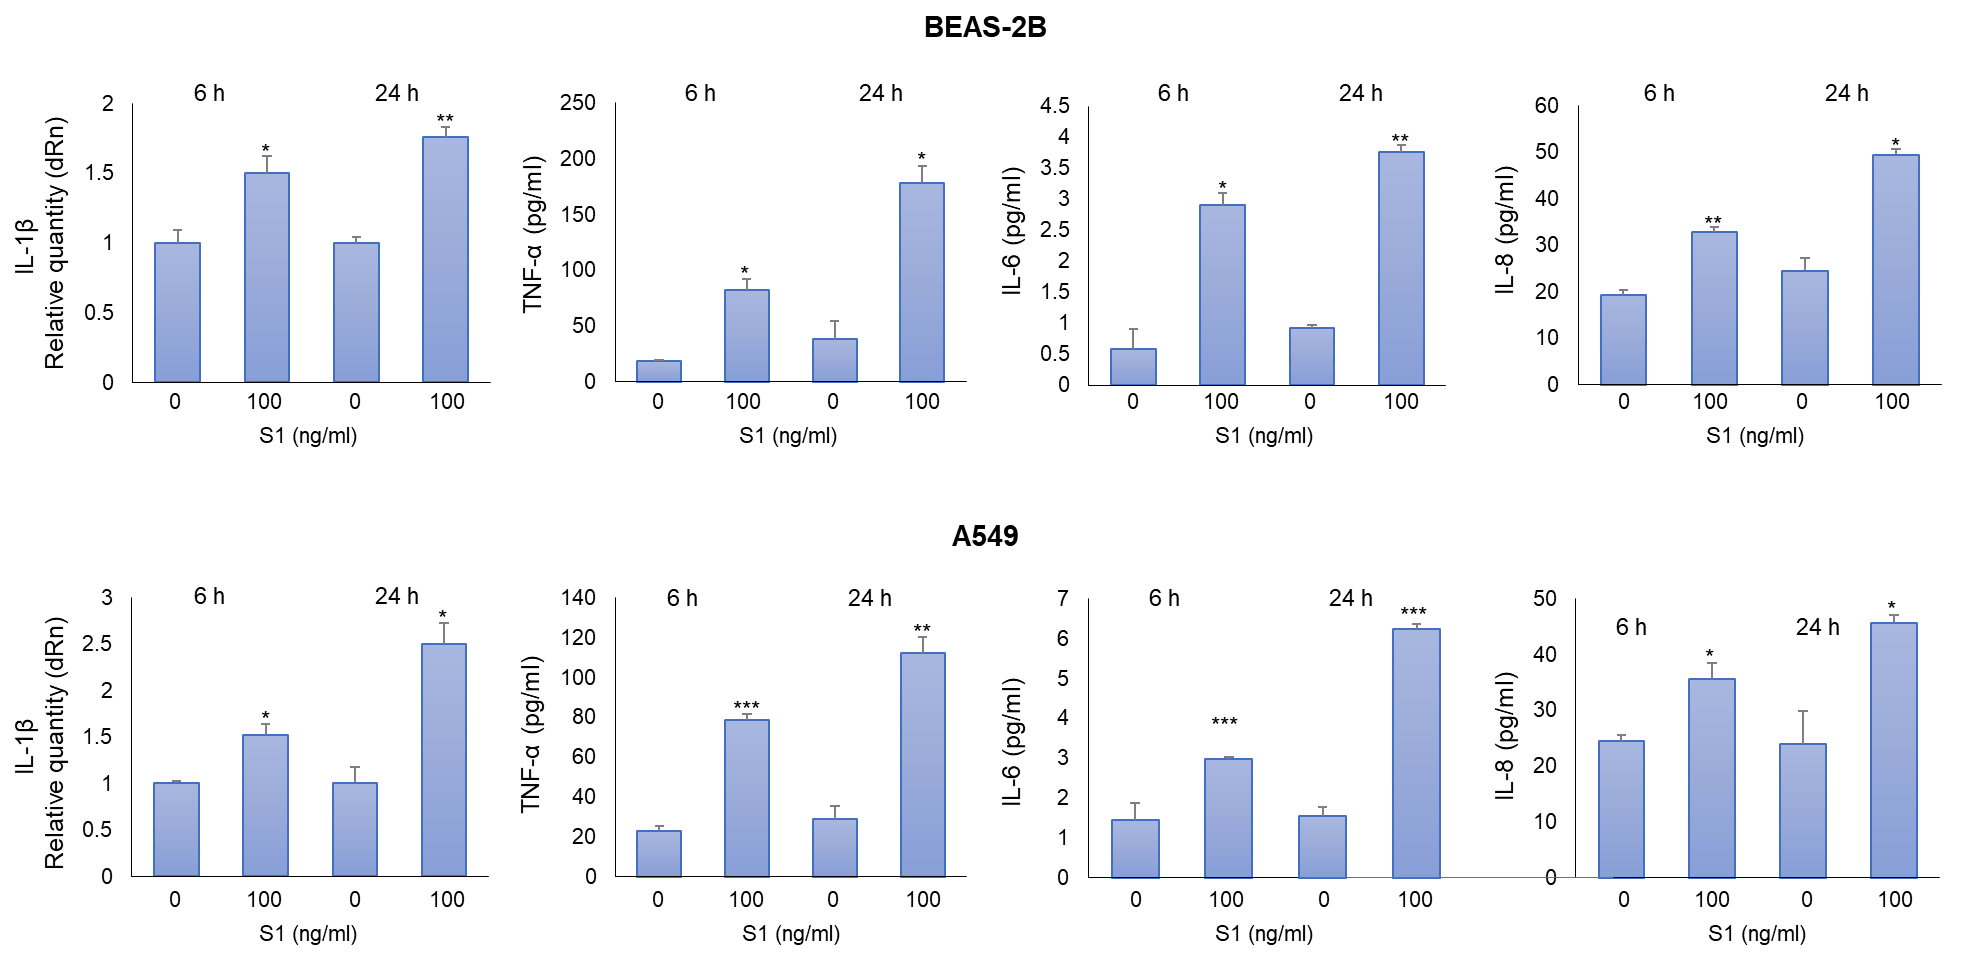 BEAS-2B
6 h 24 h
IL-1β
Relative quantity (dRn)
2
1.5
1
0.5
0
* **
0 100 0 100
S1 (ng/ml)
6 h 24 h
TNF-α (pg/ml)
250
200
150
100
50
0
* *
0 100 0 100
S1 (ng/ml)
6 h 24 h
IL-6 (pg/ml)
4.5
4
3.5
3
2.5
2
1.5
1
0.5
0
* **
0 100 0 100
S1 (ng/ml)
6 h 24 h
IL-8 (pg/ml)
60
50
40
30
20
10
0
** *
0 100 0 100
S1 (ng/ml)
A549
6 h 24 h
IL-1β
Relative quantity (dRn)
3
2.5
2
1.5
1
0.5
0
* *
0 100 0 100
S1 (ng/ml)
6 h 24 h
TNF-α (pg/ml)
140
120
100
80
60
40
20
0
*** **
0 100 0 100
S1 (ng/ml)
6 h 24 h
IL-6 (pg/ml)
7
6
5
4
3
2
1
0
*** ***
0 100 0 100
S1 (ng/ml)
6 h 24 h
IL-8 (pg/ml)
50
40
30
20
10
0
* *
0 100 0 100
S1 (ng/ml)